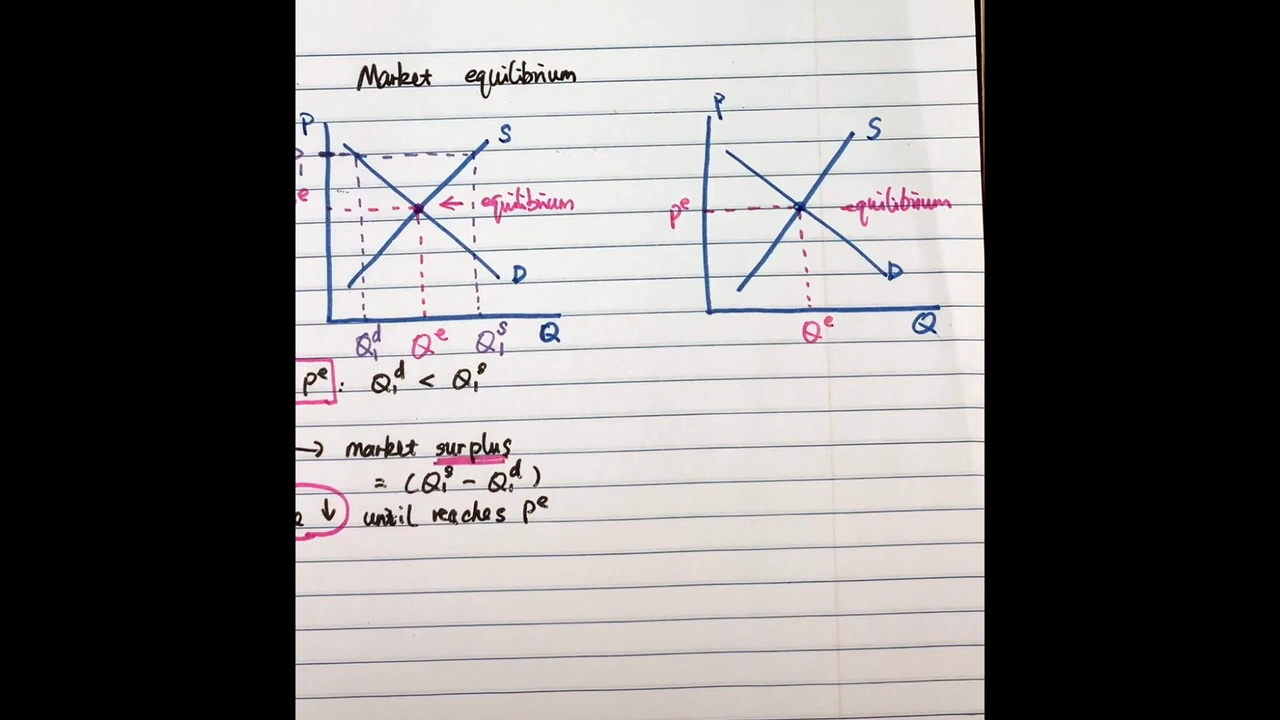 Market equilibrium
P
S
e
← equilibrium
D
Q₁ᵈ Qᵉ Q₁ˢ Q
Pᵉ : Q₁ᵈ < Q₁ˢ
→ market surplus
= (Q₁ˢ - Q₁ᵈ)
↓ until reaches Pᵉ
P
S
Pᵉ
equilibrium
D
Qᵉ Q